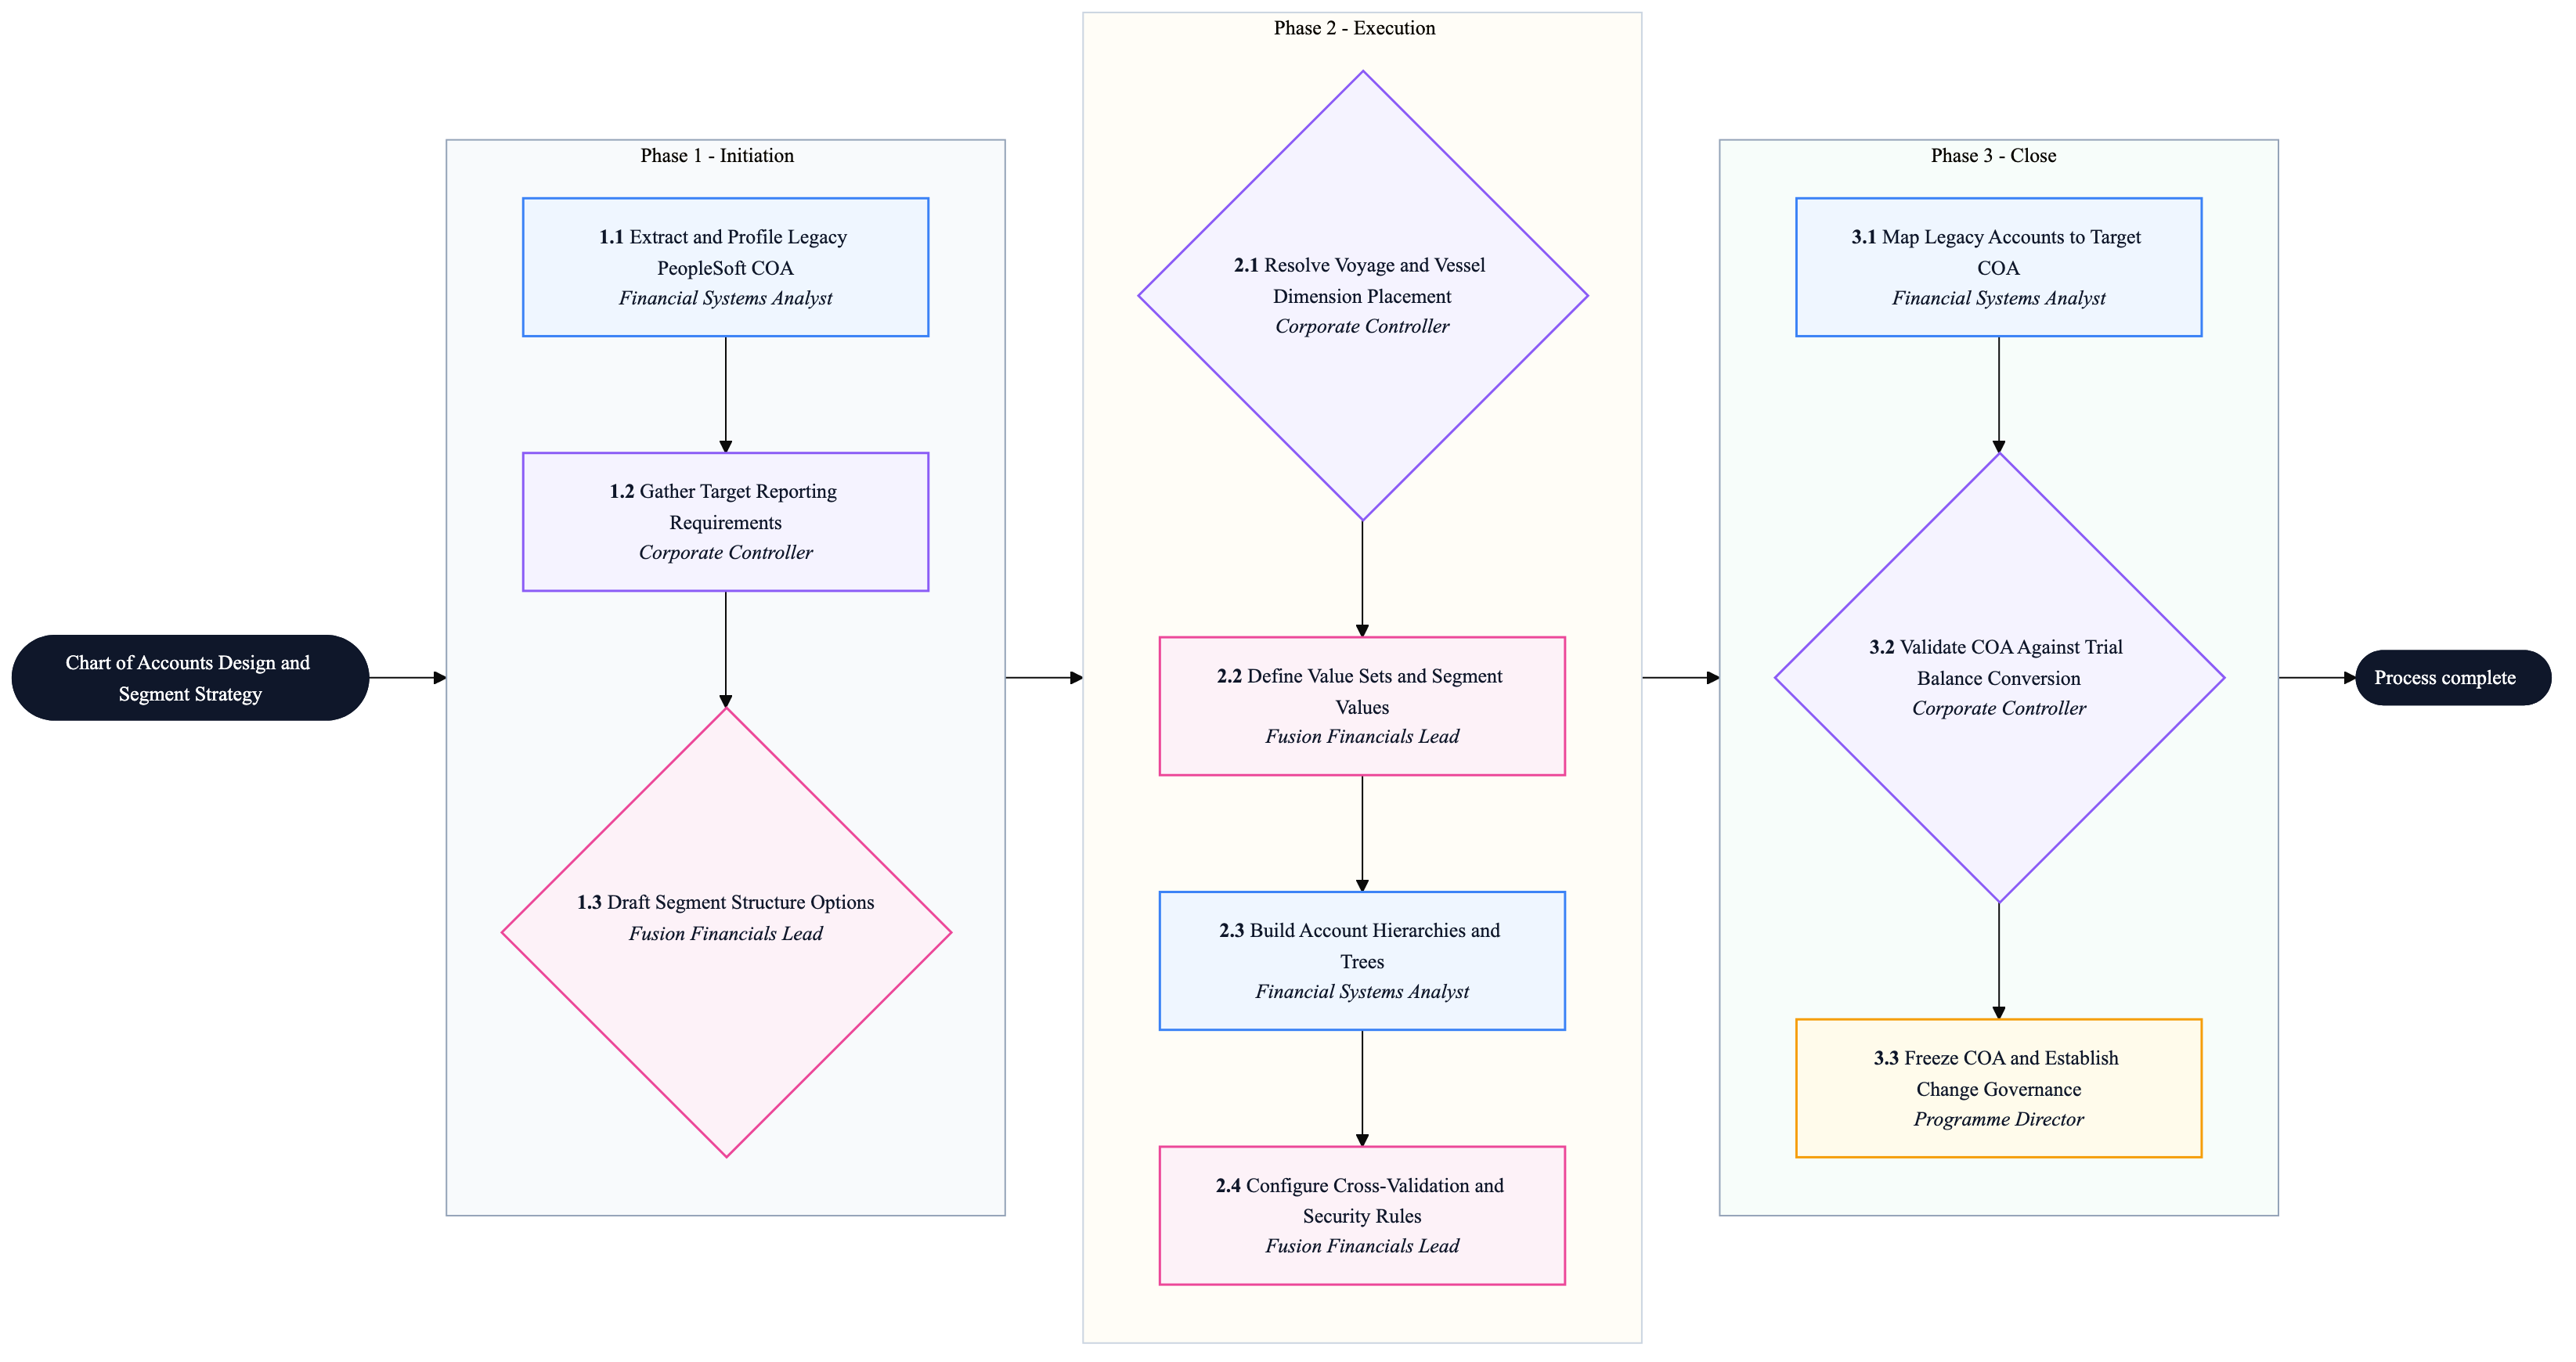 Chart of Accounts Design and
Segment Strategy
Phase 1 - Initiation
1.1 Extract and Profile Legacy
PeopleSoft COA
Financial Systems Analyst
1.2 Gather Target Reporting
Requirements
Corporate Controller
1.3 Draft Segment Structure Options
Fusion Financials Lead
Phase 2 - Execution
2.1 Resolve Voyage and Vessel
Dimension Placement
Corporate Controller
2.2 Define Value Sets and Segment
Values
Fusion Financials Lead
2.3 Build Account Hierarchies and
Trees
Financial Systems Analyst
2.4 Configure Cross-Validation and
Security Rules
Fusion Financials Lead
Phase 3 - Close
3.1 Map Legacy Accounts to Target
COA
Financial Systems Analyst
3.2 Validate COA Against Trial
Balance Conversion
Corporate Controller
3.3 Freeze COA and Establish
Change Governance
Programme Director
Process complete